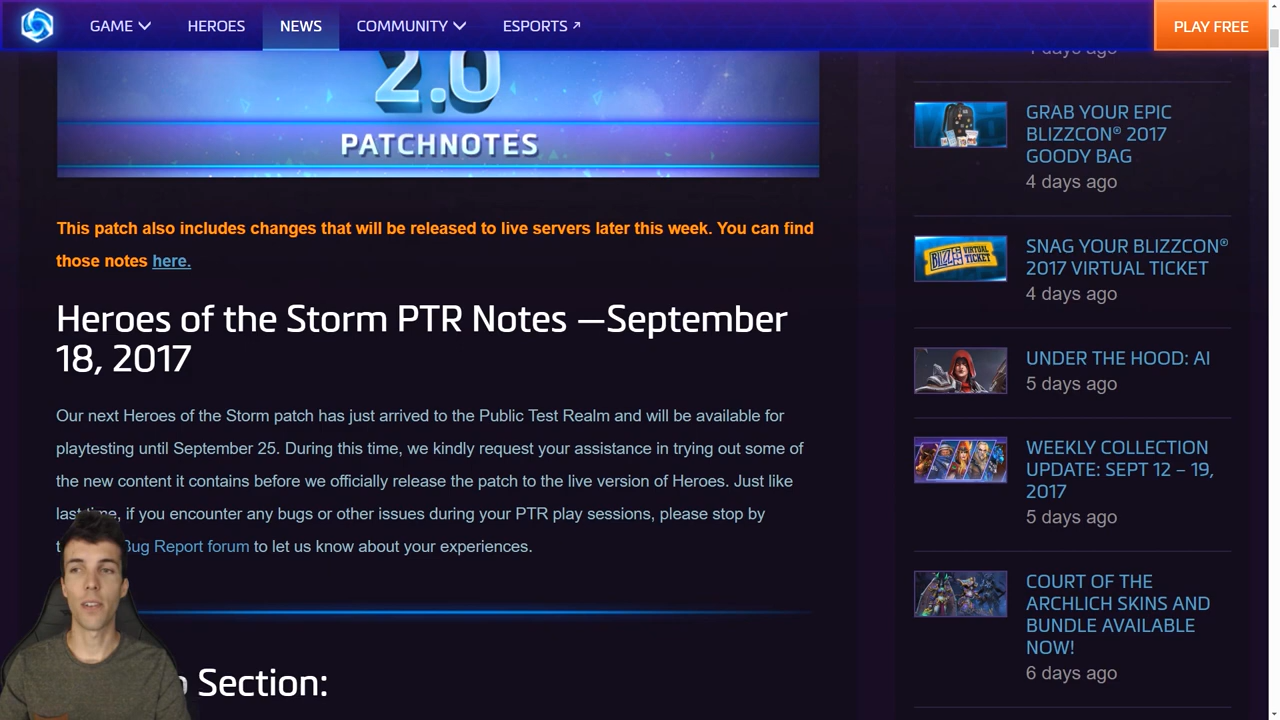 GAME
HEROES
NEWS
COMMUNITY
ESPORTS
PLAY FREE
2.0
PATCHNOTES
This patch also includes changes that will be released to live servers later this week. You can find
those notes here.
Heroes of the Storm PTR Notes —September
18, 2017
Our next Heroes of the Storm patch has just arrived to the Public Test Realm and will be available for
playtesting until September 25. During this time, we kindly request your assistance in trying out some of
the new content it contains before we officially release the patch to the live version of Heroes. Just like
last time, if you encounter any bugs or other issues during your PTR play sessions, please stop by
Bug Report forum to let us know about your experiences.
Section:
days ago
GRAB YOUR EPIC
BLIZZCON® 2017
GOODY BAG
4 days ago
BLIZZ VIRTUAL
TICKET
SNAG YOUR BLIZZCON®
2017 VIRTUAL TICKET
4 days ago
UNDER THE HOOD: AI
5 days ago
WEEKLY COLLECTION
UPDATE: SEPT 12 – 19,
2017
5 days ago
COURT OF THE
ARCHLICH SKINS AND
BUNDLE AVAILABLE
NOW!
6 days ago